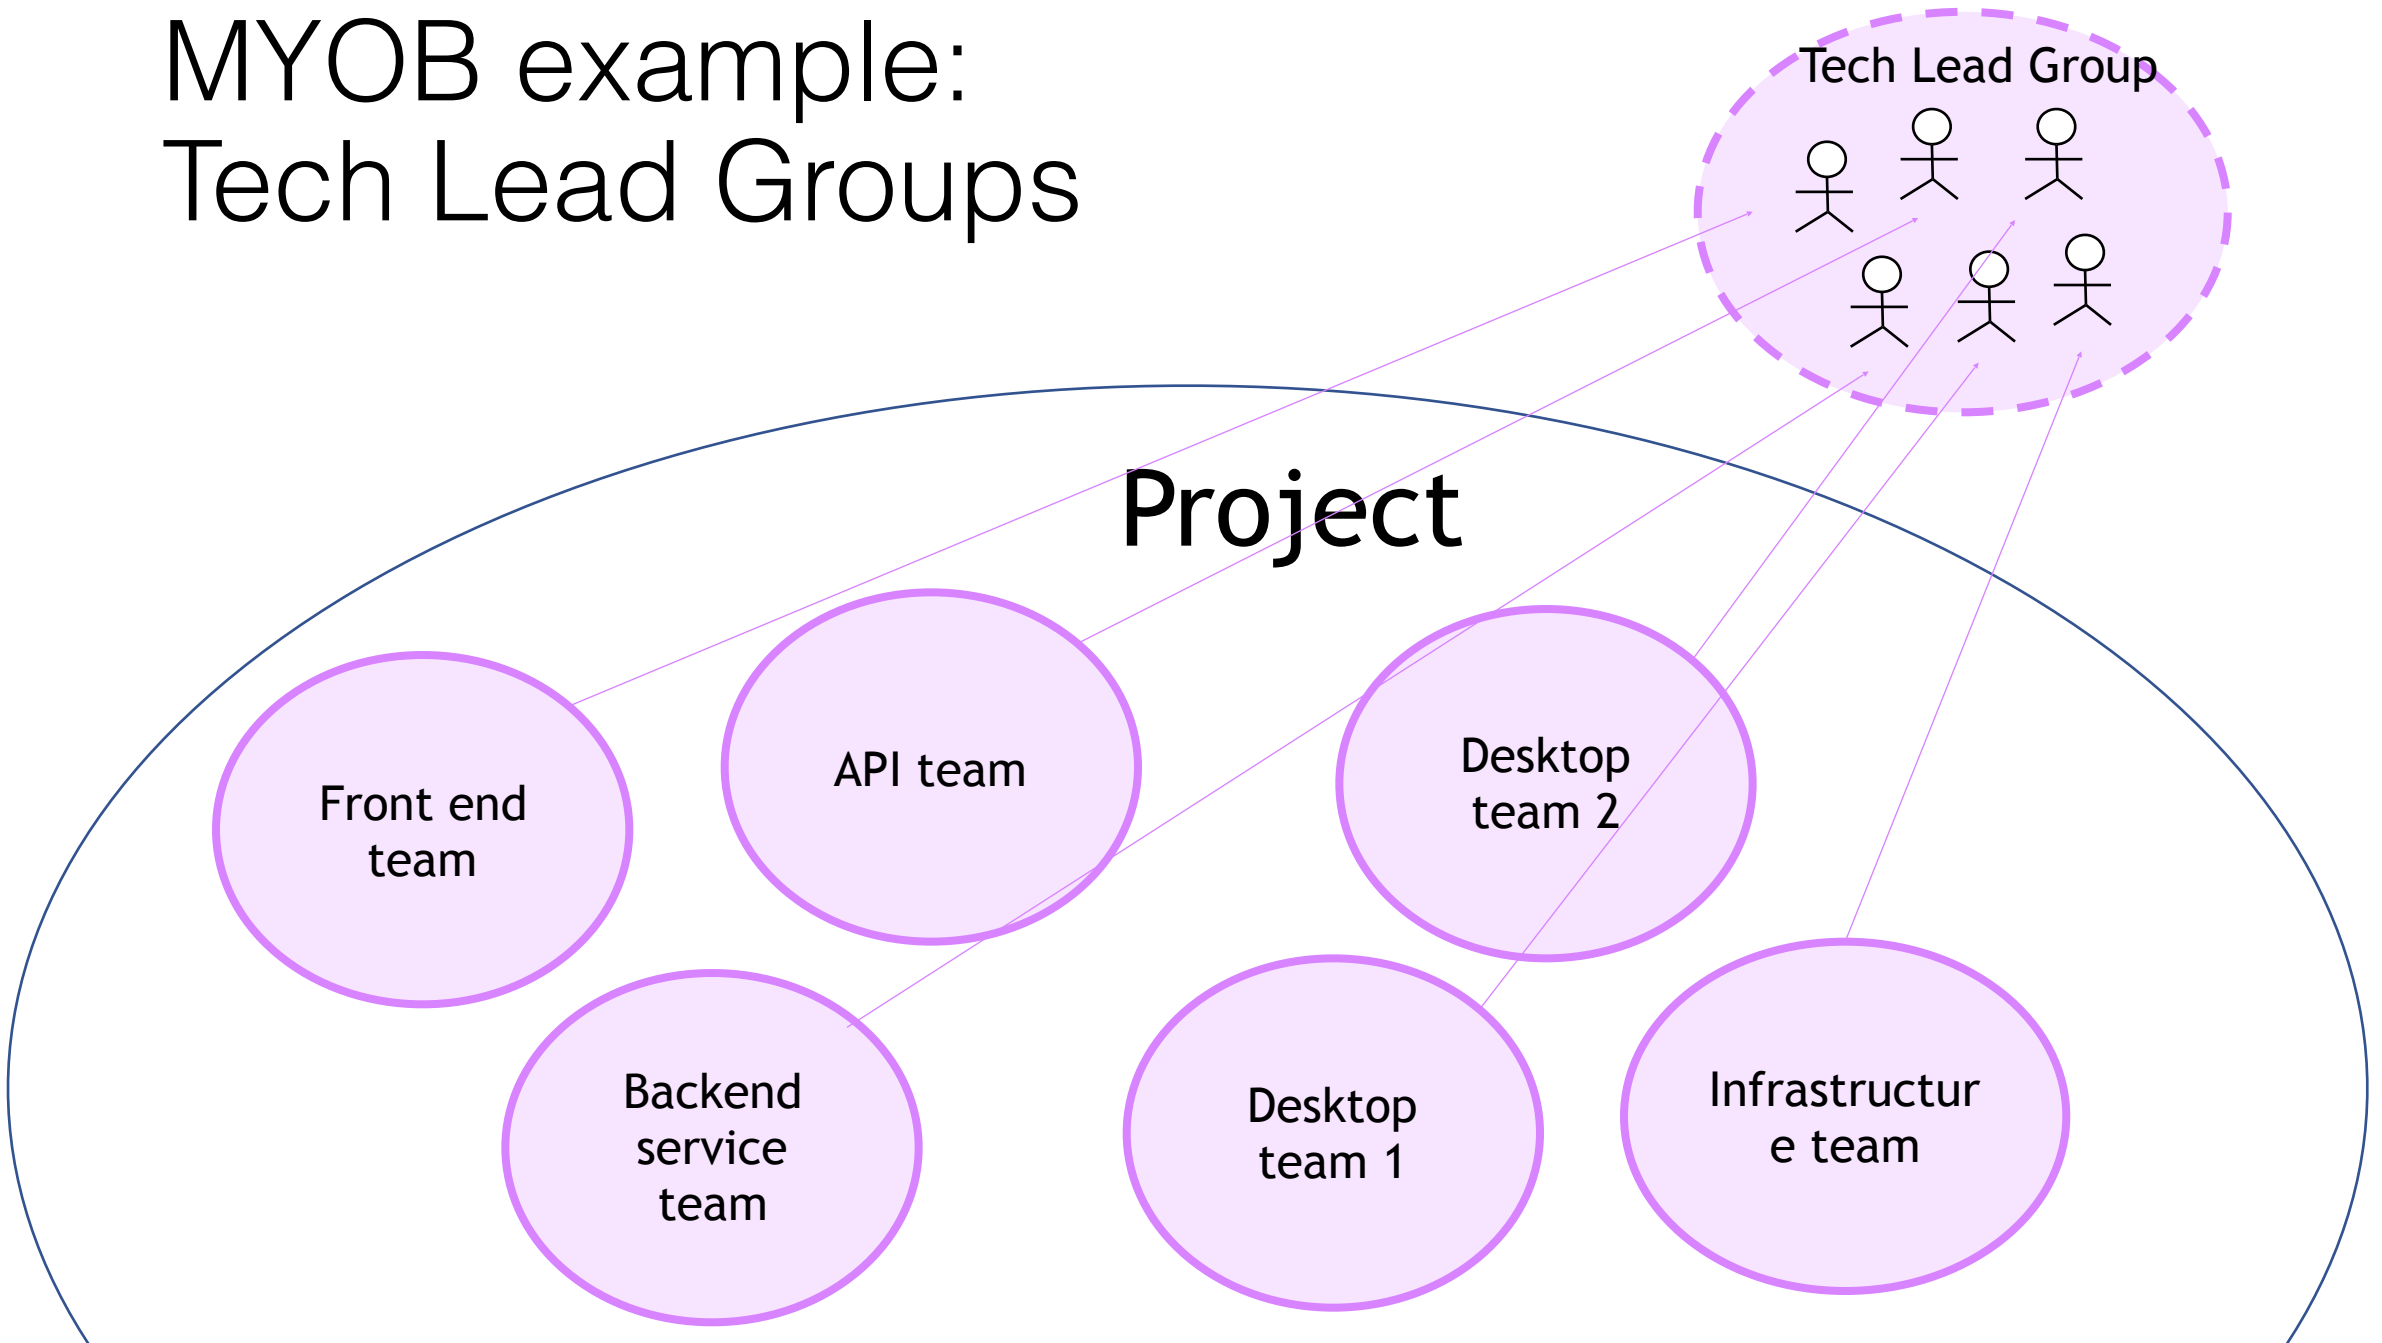 MYOB example:
Tech Lead Groups
Tech Lead Group
Project
Front end
team
API team
Desktop
team 2
Backend
service
team
Desktop
team 1
Infrastructur
e team